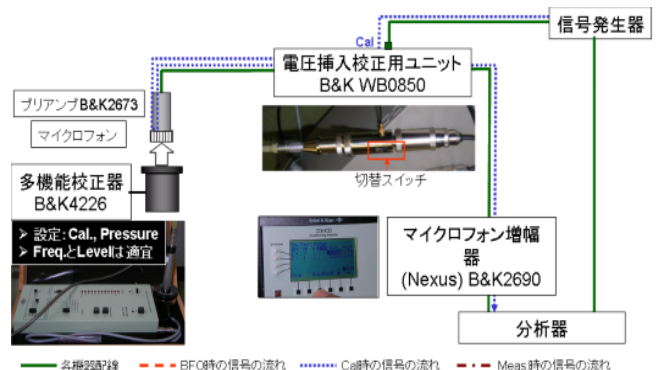 信号発生器
Cal
電圧挿入校正用ユニット
B&K WB0850
プリアンプB&K2673
マイクロフォン
切替スイッチ
多機能校正器
B&K4226
➢ 設定:Cal., Pressure
➢ Freq.とLevelは適宜
マイクロフォン増幅
器
(Nexus) B&K2690
分析器
各機器配線 BFO時の信号の流れ Cal時の信号の流れ Meas.時の信号の流れ